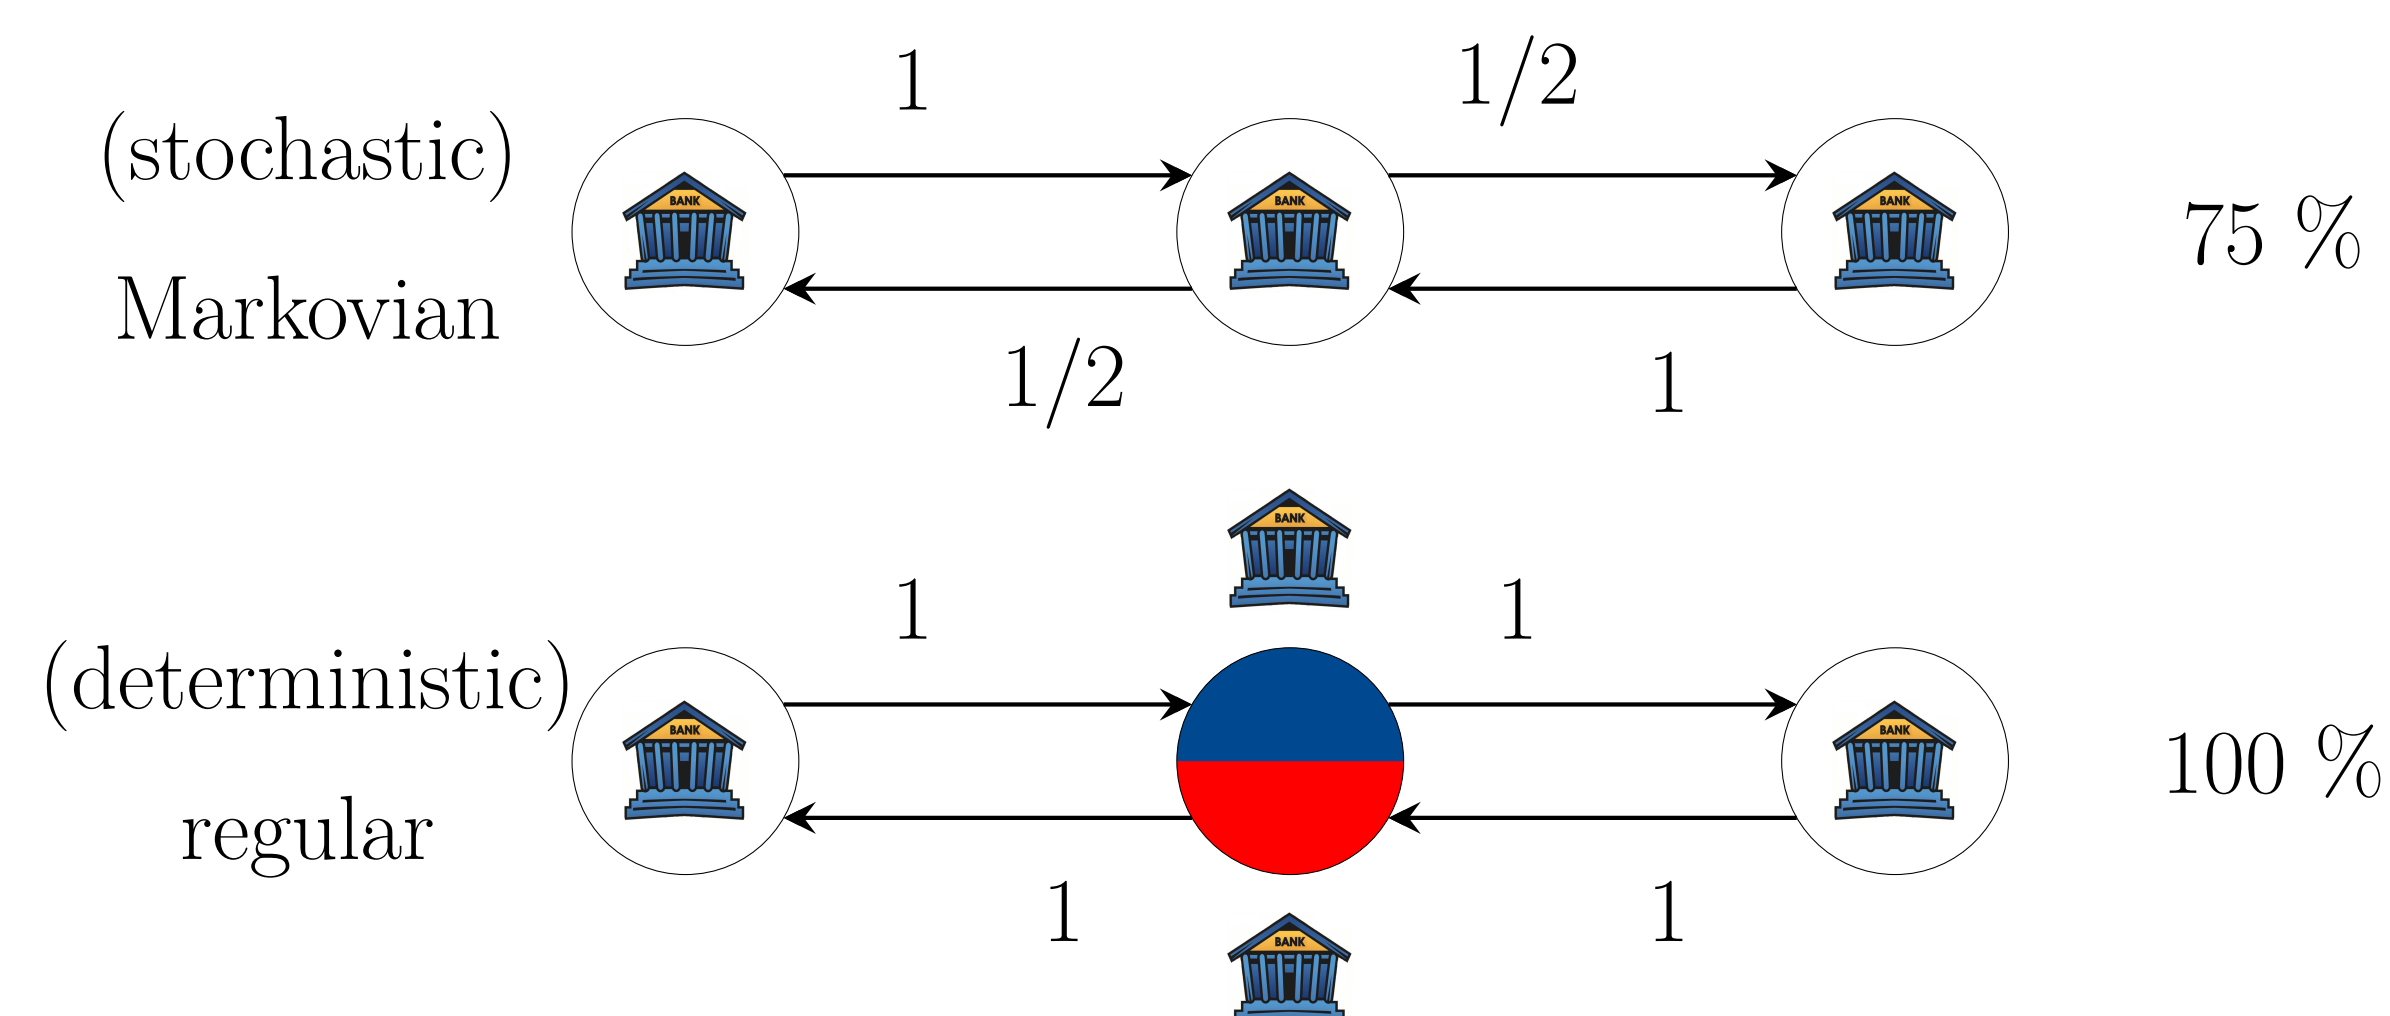 1
1/2
(stochastic)
Markovian
BANK
BANK
BANK
75 %
1/2
1
BANK
1
1
(deterministic)
regular
BANK
BANK
100 %
1
1
BANK